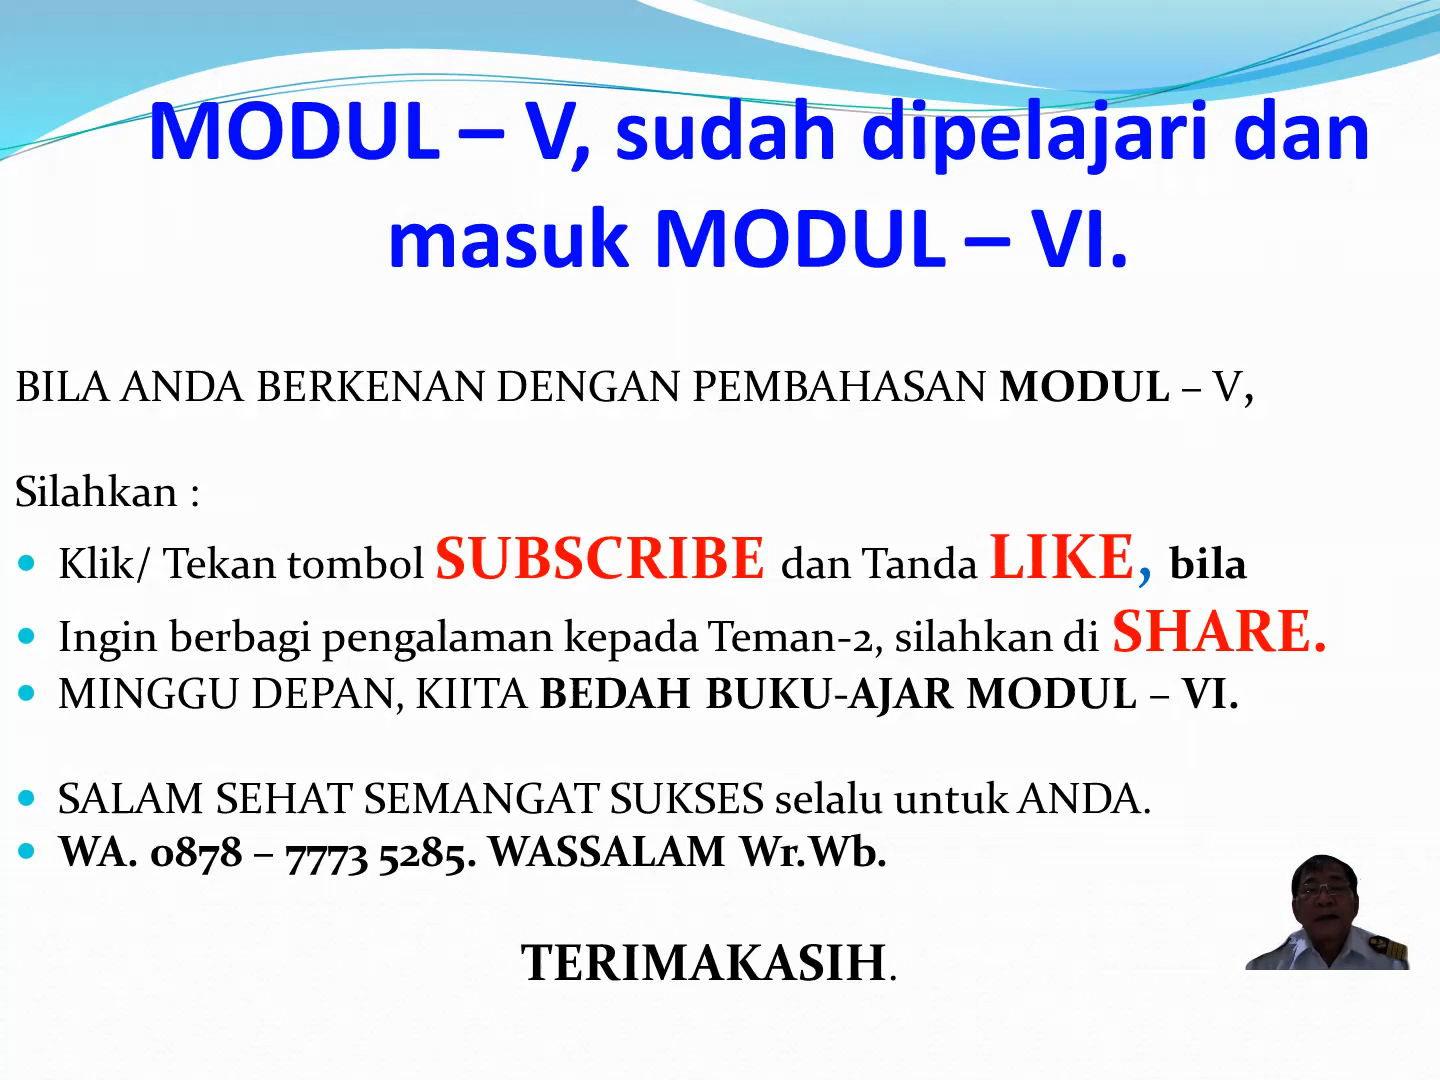 MODUL – V, sudah dipelajari dan
masuk MODUL – VI.
BILA ANDA BERKENAN DENGAN PEMBAHASAN MODUL – V,
Silahkan :
• Klik/ Tekan tombol SUBSCRIBE dan Tanda LIKE, bila
• Ingin berbagi pengalaman kepada Teman-2, silahkan di SHARE.
• MINGGU DEPAN, KIITA BEDAH BUKU-AJAR MODUL – VI.
• SALAM SEHAT SEMANGAT SUKSES selalu untuk ANDA.
• WA. 0878 – 7773 5285. WASSALAM Wr.Wb.
TERIMAKASIH.